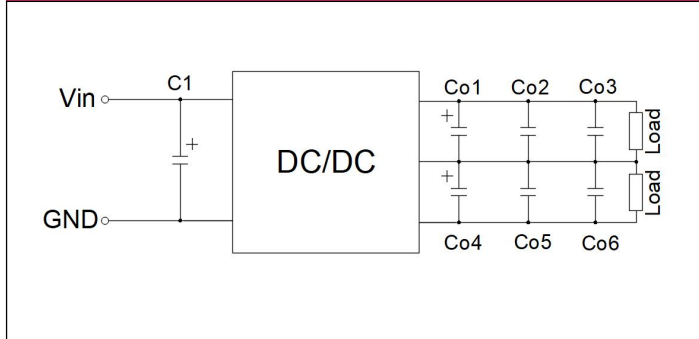 C1
Co1 Co2 Co3
Vin
+
+
Load
+
DC/DC
+
Load
GND
Co4 Co5 Co6